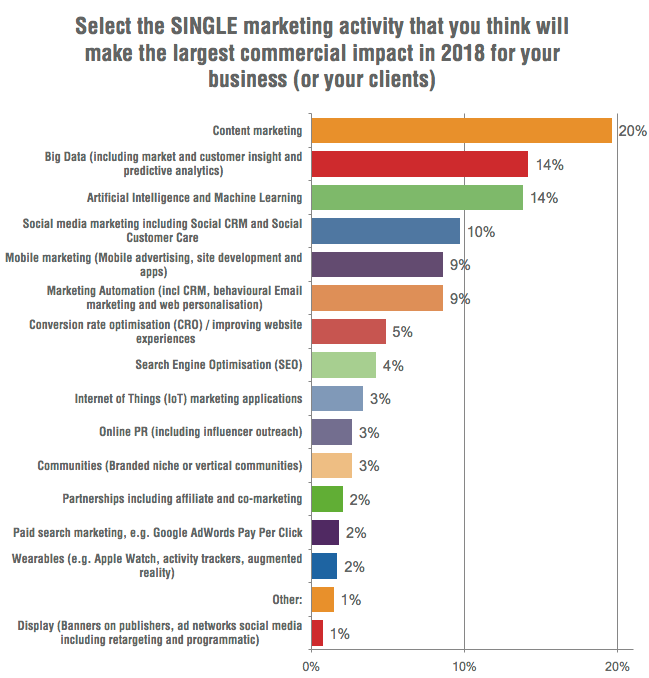 Select the SINGLE marketing activity that you think will
make the largest commercial impact in 2018 for your
business (or your clients)
Content marketing
20%
Big Data (including market and customer insight and
predictive analytics)
14%
Artificial Intelligence and Machine Learning
14%
Social media marketing including Social CRM and Social
Customer Care
10%
Mobile marketing (Mobile advertising, site development and
apps)
9%
Marketing Automation (incl CRM, behavioural Email
marketing and web personalisation)
9%
Conversion rate optimisation (CRO) / improving website
experiences
5%
Search Engine Optimisation (SEO)
4%
Internet of Things (IoT) marketing applications
3%
Online PR (including influencer outreach)
3%
Communities (Branded niche or vertical communities)
3%
Partnerships including affiliate and co-marketing
2%
Paid search marketing, e.g. Google AdWords Pay Per Click
2%
Wearables (e.g. Apple Watch, activity trackers, augmented
reality)
2%
Other:
1%
Display (Banners on publishers, ad networks social media
including retargeting and programmatic)
1%
0%
10%
20%